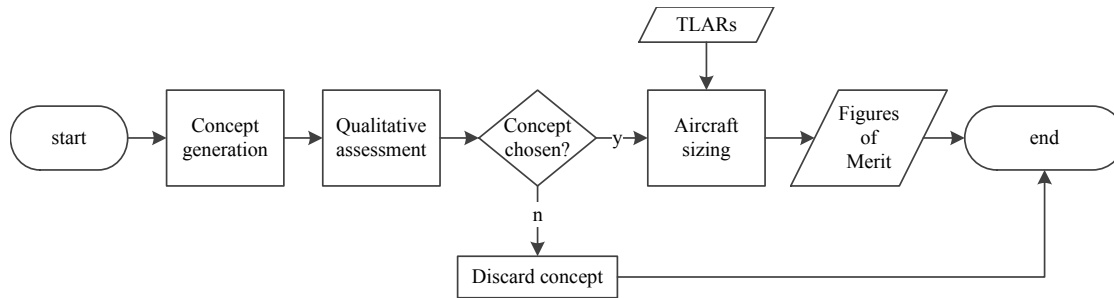 TLARs
start
Concept
generation
Qualitative
assessment
Concept
chosen?
y
Aircraft
sizing
Figures
of
Merit
end
n
Discard concept